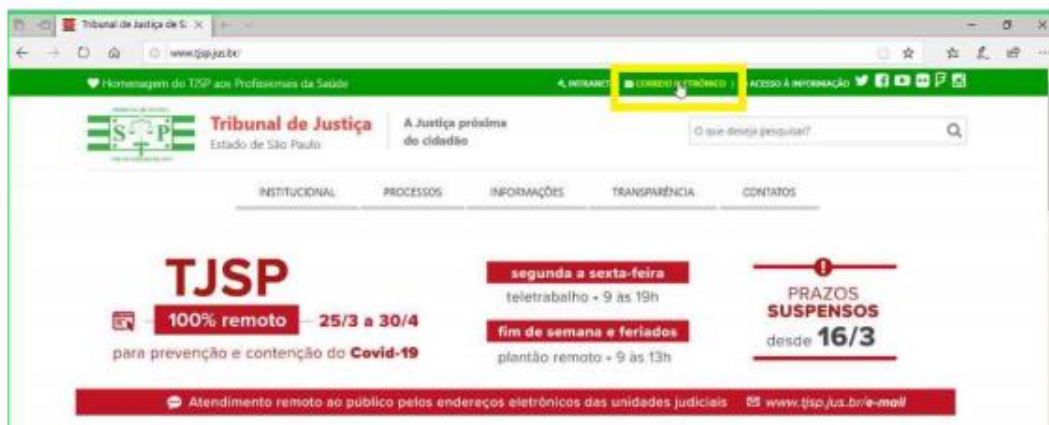 Tribunal de Justiça de S.
www.tjsp.jus.br/
Homenagem do TJSP aos Profissionais da Saúde
INTRANET
CORREIO ELETRÔNICO |
ACESSO À INFORMAÇÃO
S P
Tribunal de Justiça
Estado de São Paulo
A Justiça próxima
do cidadão
O que deseja pesquisar?
INSTITUCIONAL PROCESSOS INFORMAÇÕES TRANSPARÊNCIA CONTATOS
TJSP
100% remoto 25/3 a 30/4
para prevenção e contenção do Covid-19
segunda a sexta-feira
teletrabalho • 9 às 19h
fim de semana e feriados
plantão remoto • 9 às 13h
PRAZOS
SUSPENSOS
desde 16/3
Atendimento remoto ao público pelos endereços eletrônicos das unidades judiciais www.tjsp.jus.br/e-mail